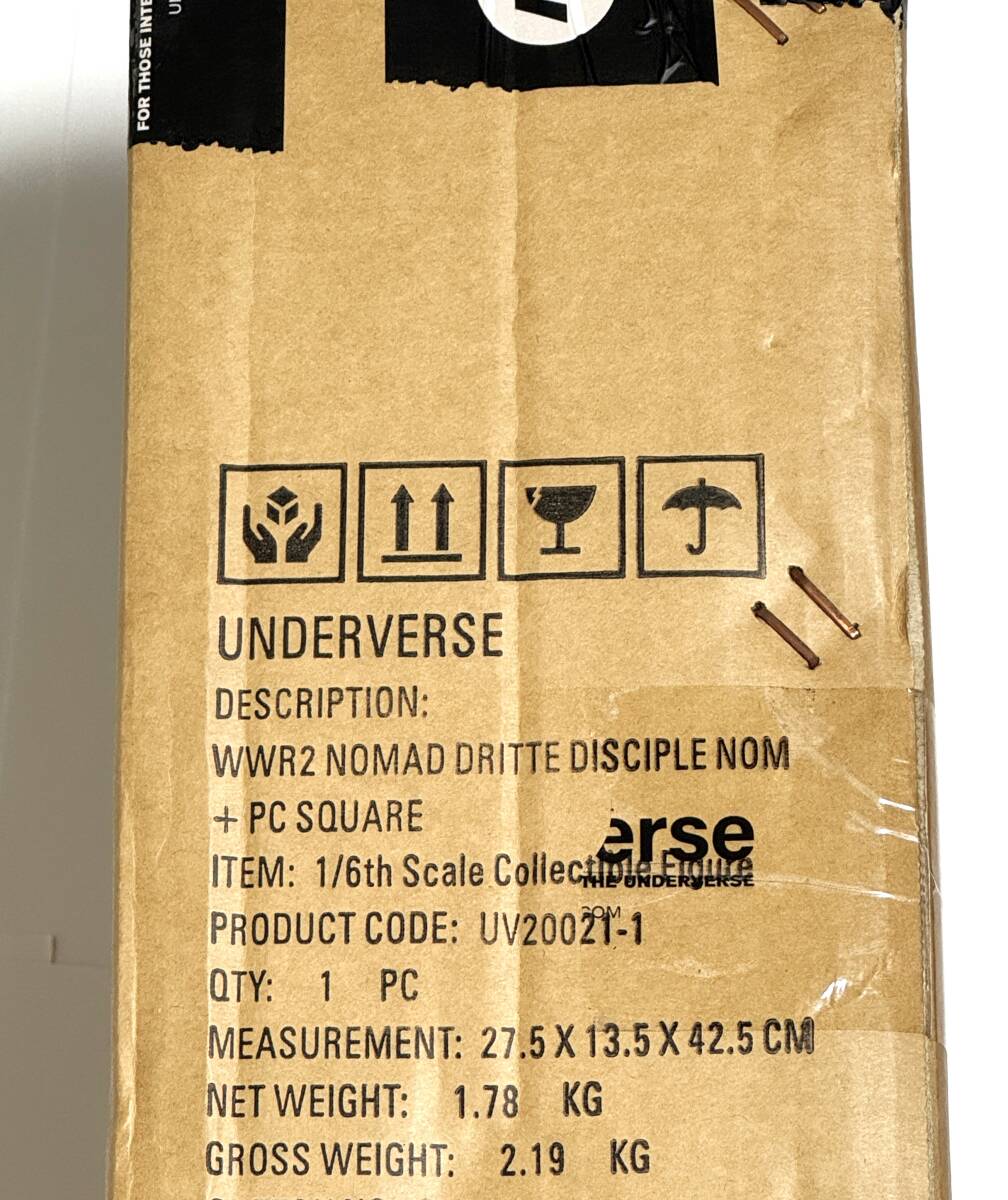 FOR THOSE INTE
UNDERVERSE
DESCRIPTION:
WWR2 NOMAD DRITTE DISCIPLE NOM
+ PC SQUARE
erse
ITEM: 1/6th Scale Collectible Figure
THE UNDERVERSE
COM
PRODUCT CODE: UV20021-1
QTY: 1 PC
MEASUREMENT: 27.5 X 13.5 X 42.5 CM
NET WEIGHT: 1.78 KG
GROSS WEIGHT: 2.19 KG